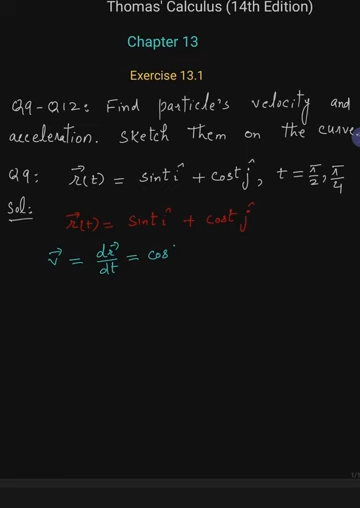 Thomas' Calculus (14th Edition)
Chapter 13
Exercise 13.1
Q9-Q12: Find particle's velocity and
acceleration. Sketch them on the curve
Q9: r⃗(t) = sint î + cost ĵ, t = π/2, π/4
Sol:
r⃗(t) = sint î + cost ĵ
v⃗ = dr⃗/dt = cos